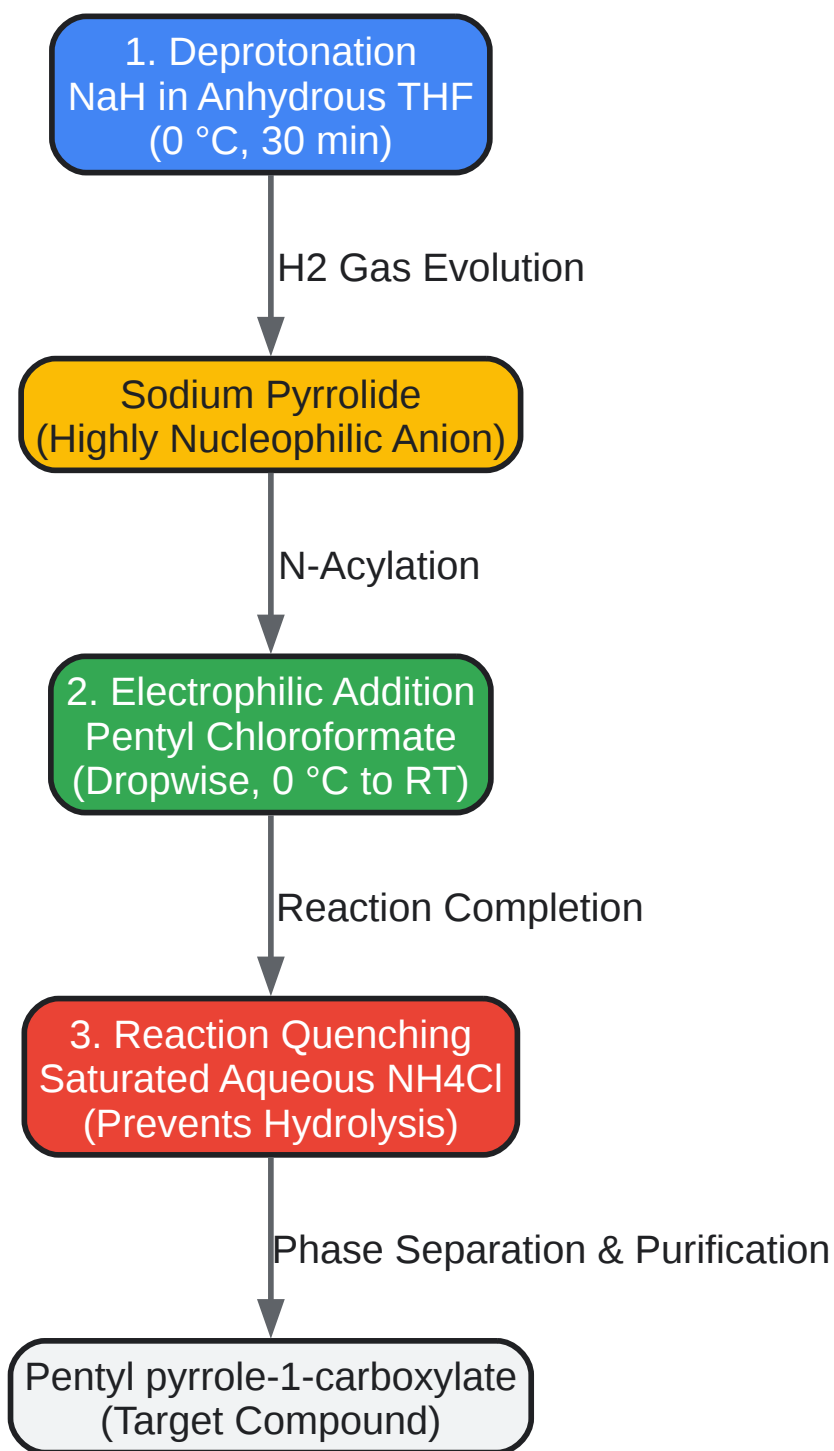 1. Deprotonation
NaH in Anhydrous THF
(0 °C, 30 min)
H2 Gas Evolution
Sodium Pyrrolide
(Highly Nucleophilic Anion)
N-Acylation
2. Electrophilic Addition
Pentyl Chloroformate
(Dropwise, 0 °C to RT)
Reaction Completion
3. Reaction Quenching
Saturated Aqueous NH4Cl
(Prevents Hydrolysis)
Phase Separation & Purification
Pentyl pyrrole-1-carboxylate
(Target Compound)